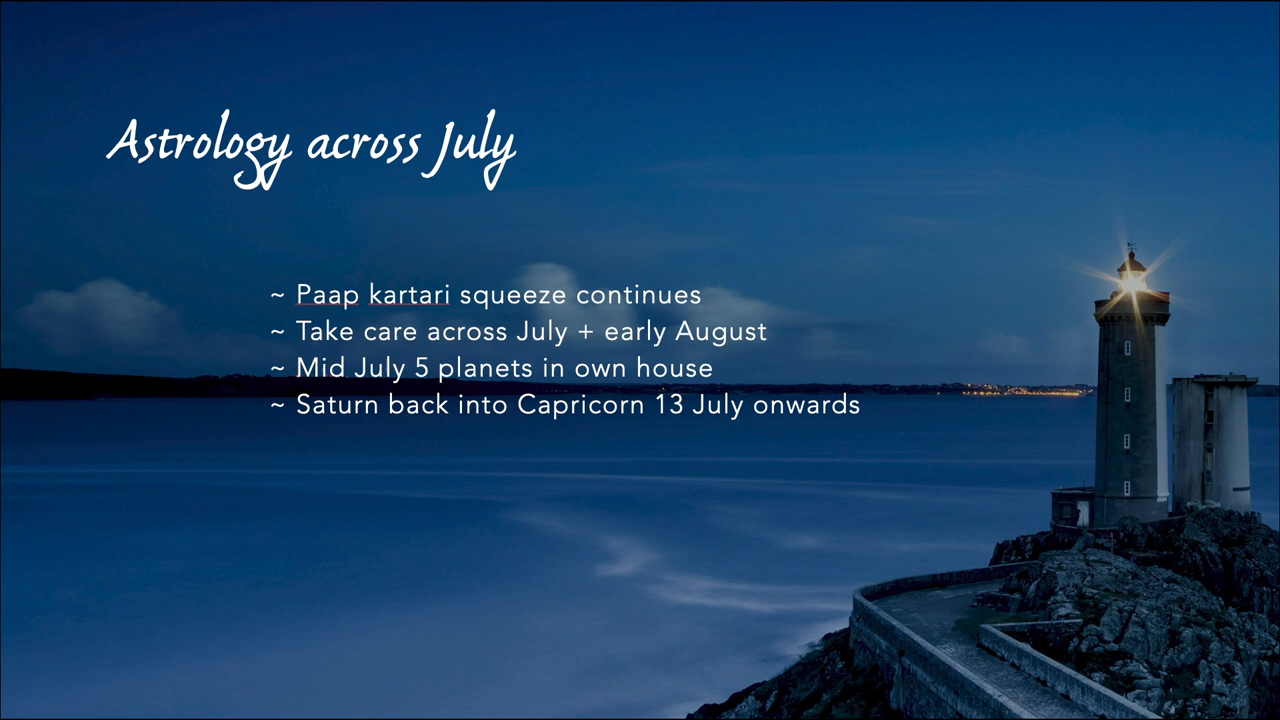 Astrology across July
~ Paap kartari squeeze continues
~ Take care across July + early August
~ Mid July 5 planets in own house
~ Saturn back into Capricorn 13 July onwards